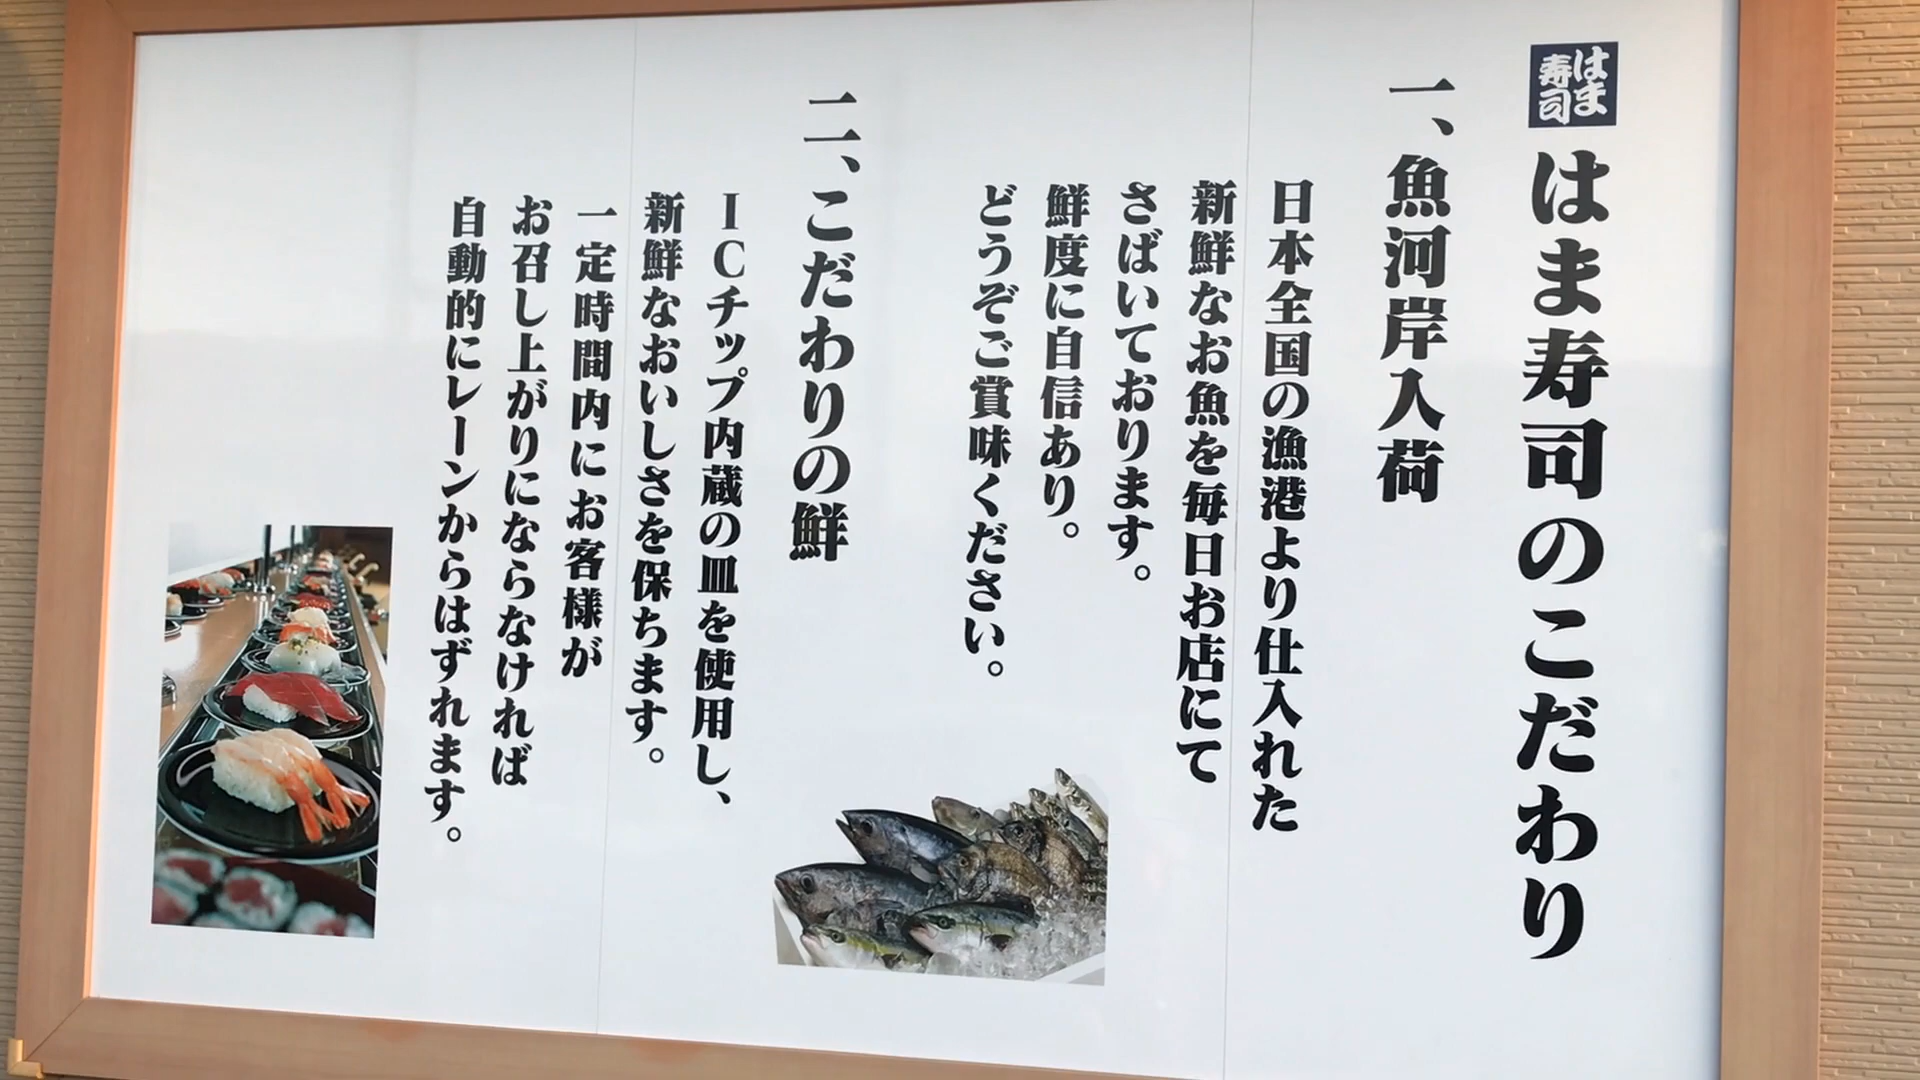 はま
寿司
はま寿司のこだわり
一、魚河岸入荷
日本全国の漁港より仕入れた
新鮮なお魚を毎日お店にて
さばいております。
鮮度に自信あり。
どうぞご賞味ください。
二、こだわりの鮮
ICチップ内蔵の皿を使用し、
新鮮なおいしさを保ちます。
一定時間内にお客様が
お召し上がりにならなければ
自動的にレーンからはずれます。